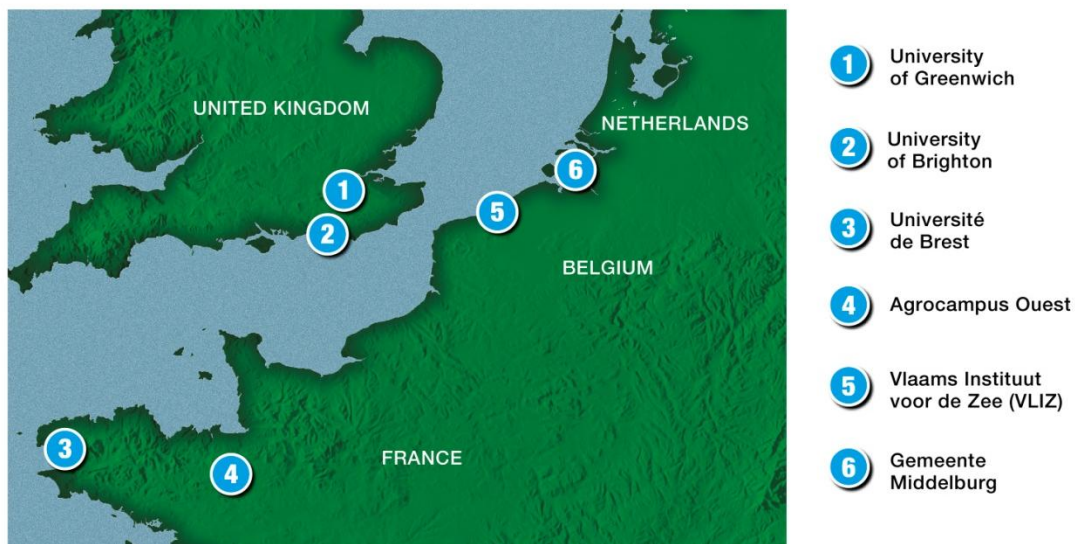 UNITED KINGDOM
NETHERLANDS
BELGIUM
FRANCE
1
2
3
4
5
6
1 University
of Greenwich
2 University
of Brighton
3 Université
de Brest
4 Agrocampus Ouest
5 Vlaams Instituut
voor de Zee (VLIZ)
6 Gemeente
Middelburg